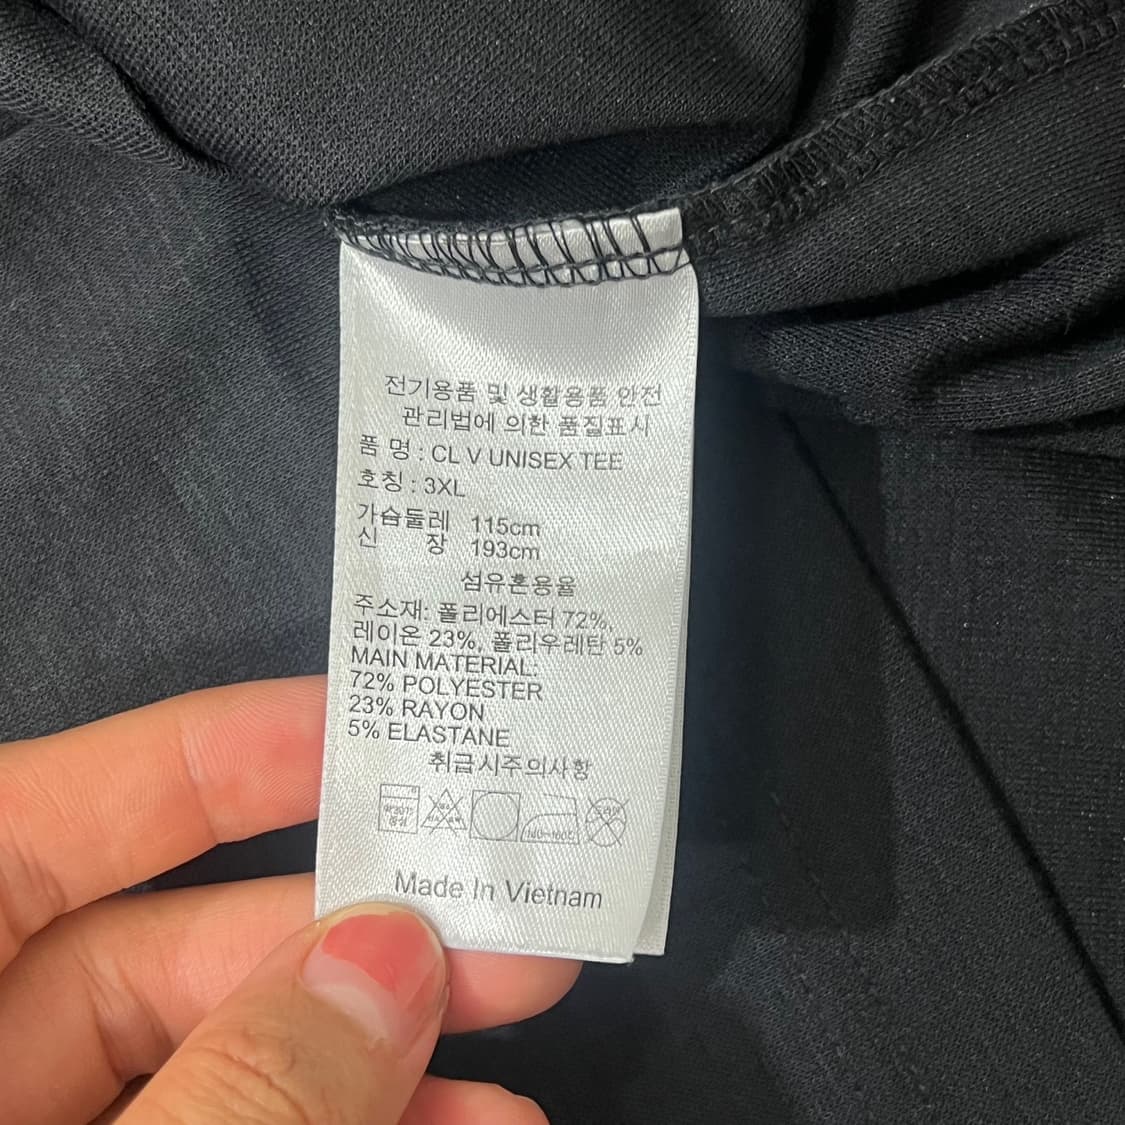 전기용품 및 생활용품 안전
관리법에 의한 품질표시
품 명 : CL V UNISEX TEE
호칭 : 3XL
가슴둘레 115cm
신 장 193cm
섬유혼용율
주소재: 폴리에스터 72%,
레이온 23%, 폴리우레탄 5%
MAIN MATERIAL:
72% POLYESTER
23% RAYON
5% ELASTANE
취급시주의사항
Made In Vietnam